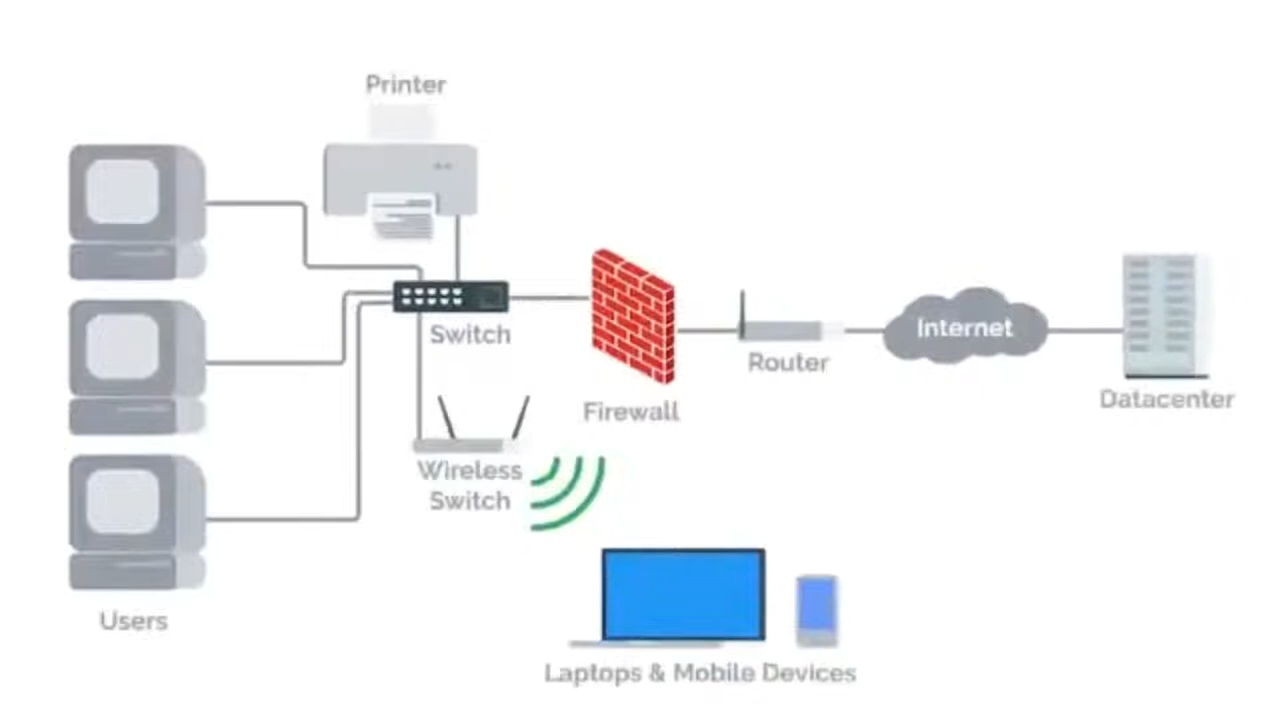 Printer
Switch
Internet
Router
Datacenter
Firewall
Wireless
Switch
Users
Laptops & Mobile Devices